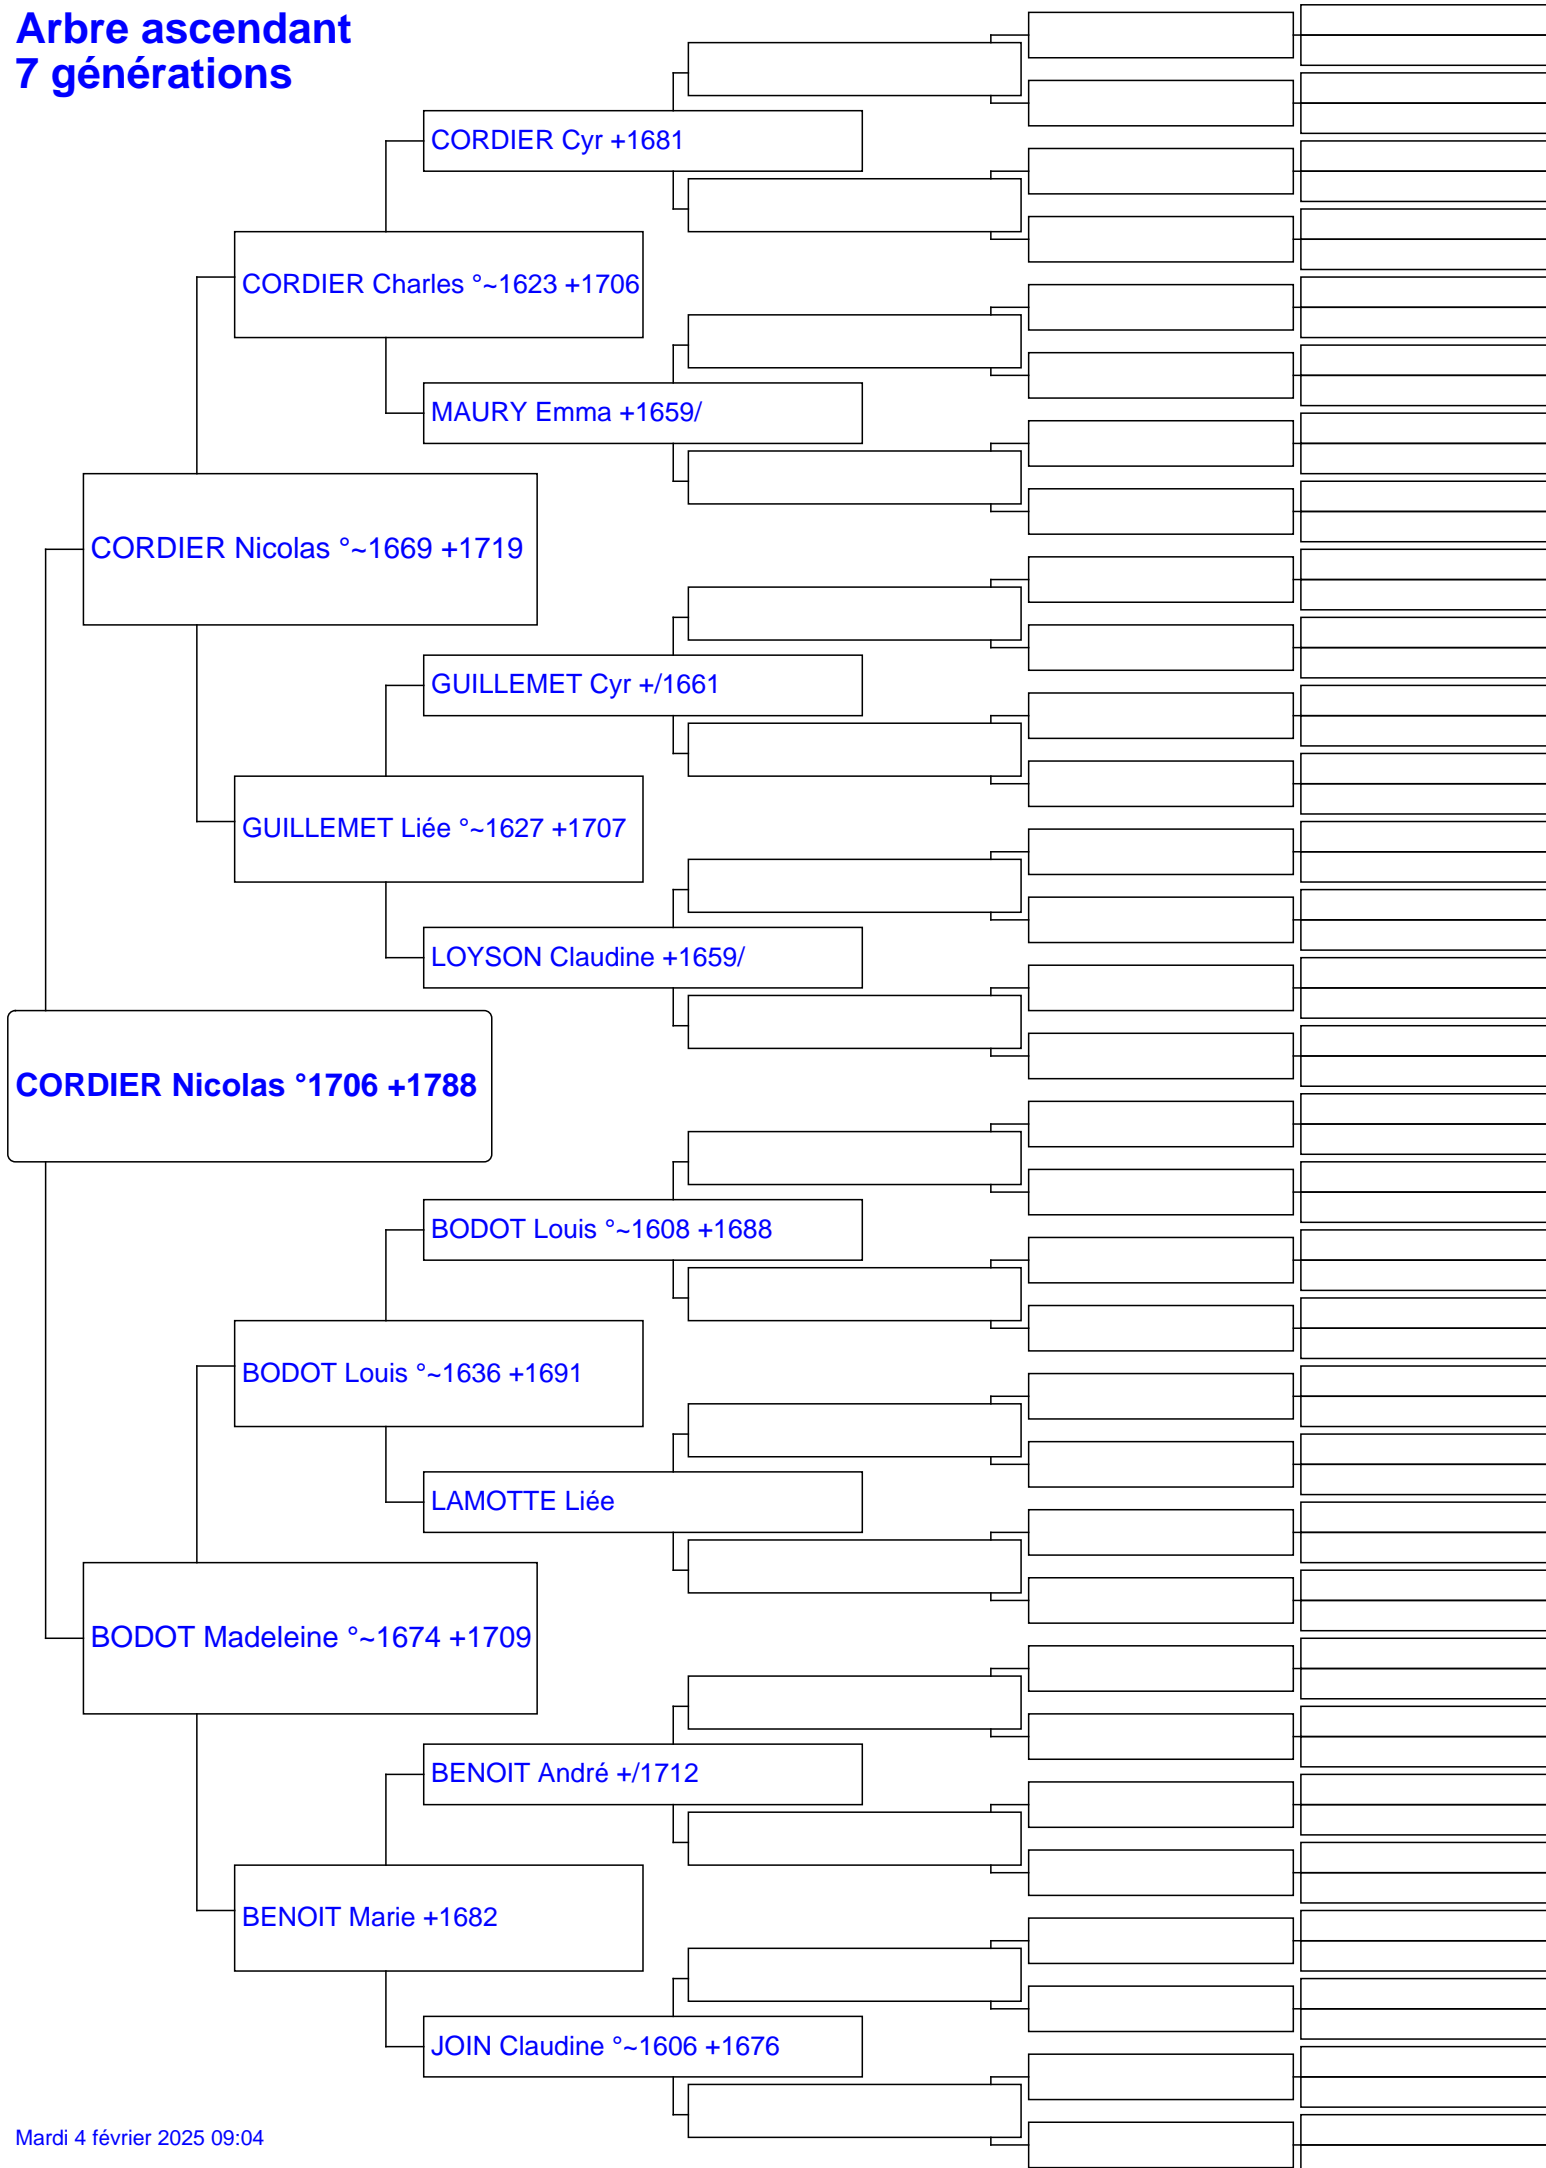 Arbre ascendant
7 générations
CORDIER Cyr +1681
CORDIER Charles °~1623 +1706
MAURY Emma +1659/
CORDIER Nicolas °~1669 +1719
GUILLEMET Cyr +/1661
GUILLEMET Liée °~1627 +1707
LOYSON Claudine +1659/
CORDIER Nicolas °1706 +1788
BODOT Louis °~1608 +1688
BODOT Louis °~1636 +1691
LAMOTTE Liée
BODOT Madeleine °~1674 +1709
BENOIT André +/1712
BENOIT Marie +1682
JOIN Claudine °~1606 +1676
Mardi 4 février 2025 09:04